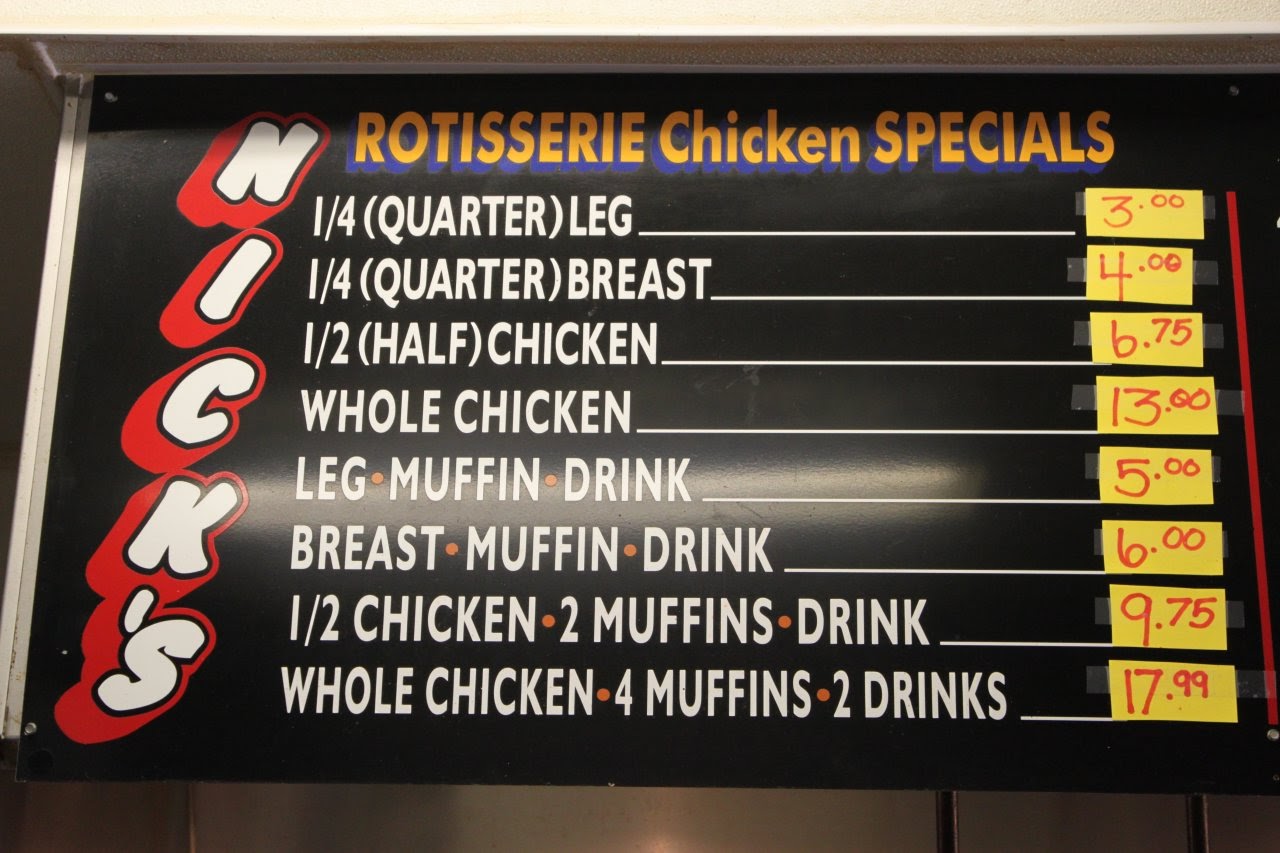 NICK'S
ROTISSERIE Chicken SPECIALS
1/4 (QUARTER) LEG 3.00
1/4 (QUARTER) BREAST 4.00
1/2 (HALF) CHICKEN 6.75
WHOLE CHICKEN 13.00
LEG • MUFFIN • DRINK 5.00
BREAST • MUFFIN • DRINK 6.00
1/2 CHICKEN • 2 MUFFINS • DRINK 9.75
WHOLE CHICKEN • 4 MUFFINS • 2 DRINKS 17.99